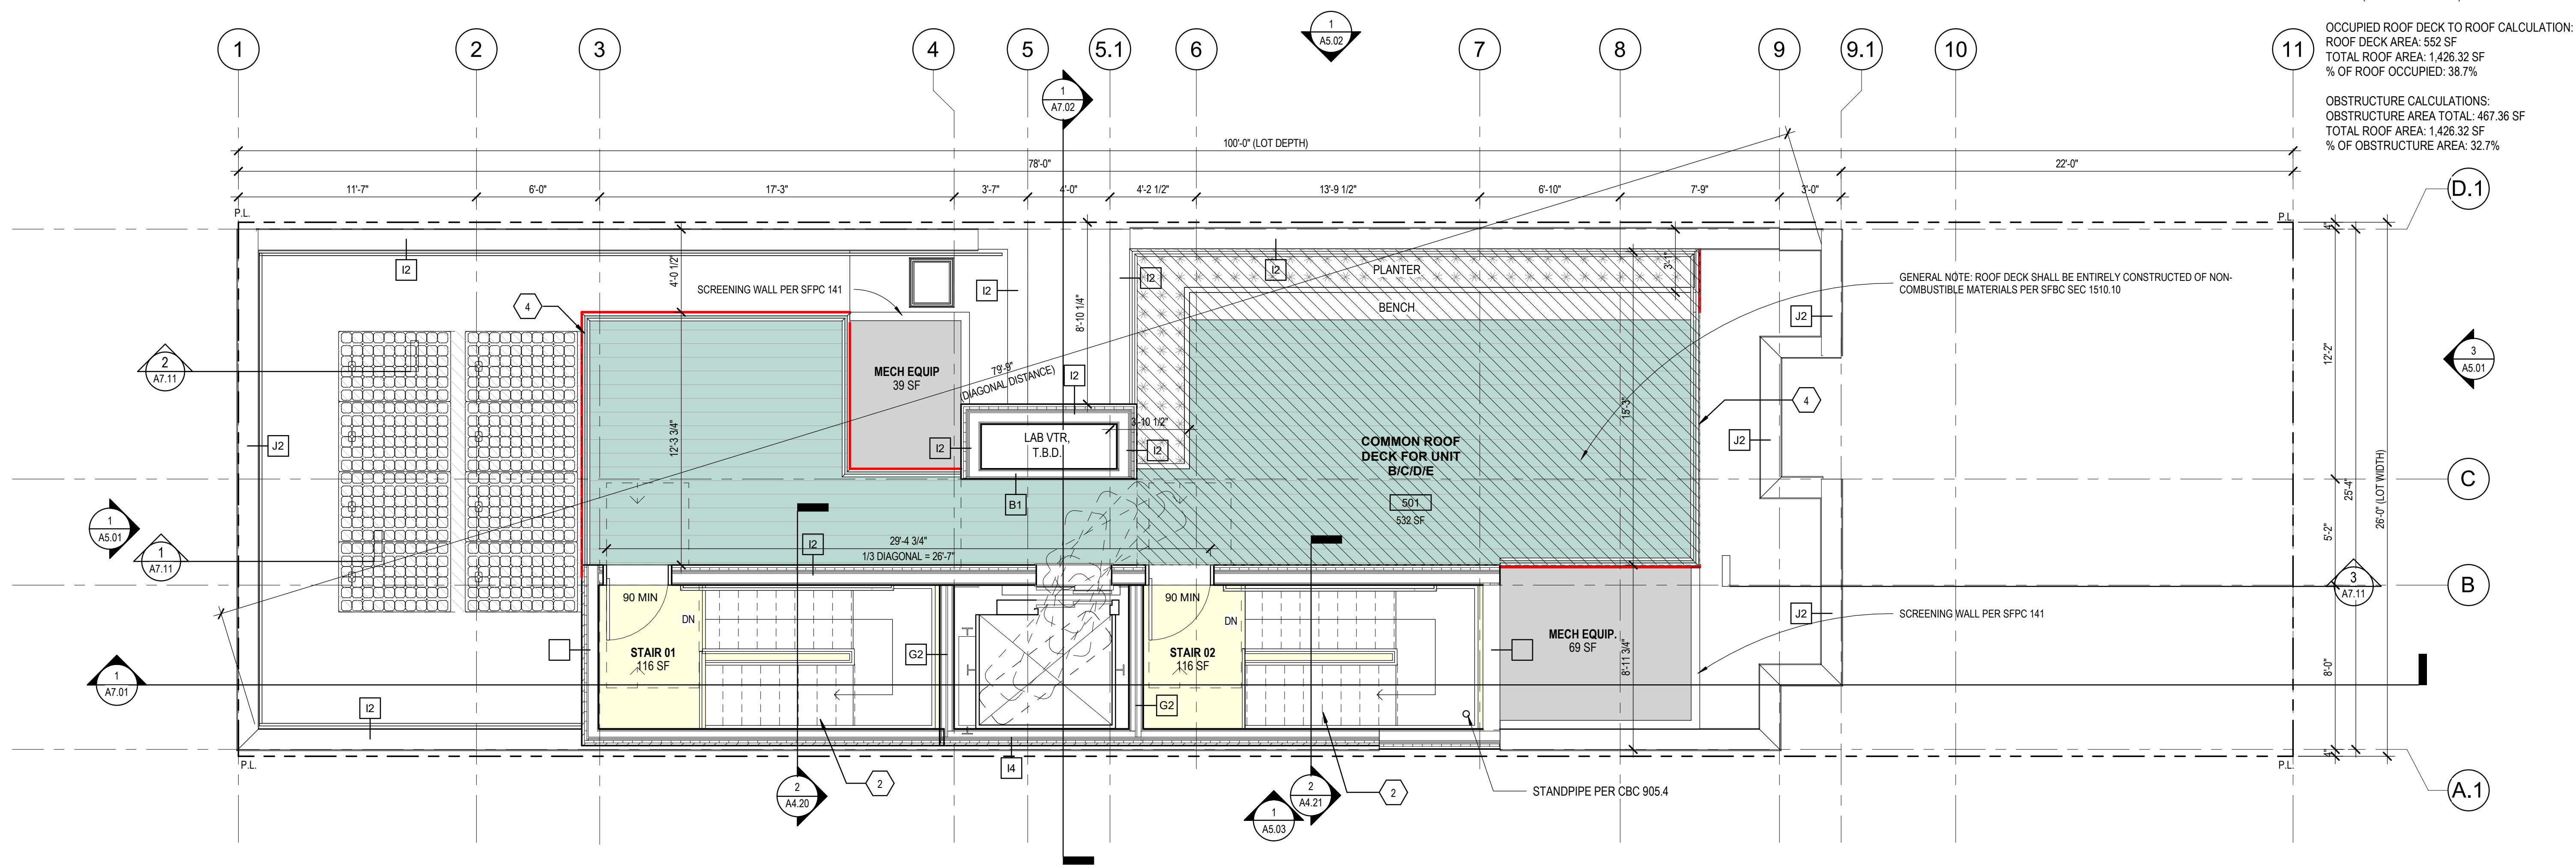 OCCUPIED ROOF DECK TO ROOF CALCULATION:
ROOF DECK AREA: 552 SF
TOTAL ROOF AREA: 1,426.32 SF
% OF ROOF OCCUPIED: 38.7%
OBSTRUCTURE CALCULATIONS:
OBSTRUCTURE AREA TOTAL: 467.36 SF
TOTAL ROOF AREA: 1,426.32 SF
% OF OBSTRUCTURE AREA: 32.7%
1
2
3
4
5
5.1
6
7
8
9
9.1
10
11
1
A5.02
1
A7.02
100'-0" (LOT DEPTH)
78'-0"
22'-0"
11'-7"
6'-0"
17'-3"
3'-7"
4'-0"
4'-2 1/2"
13'-9 1/2"
6'-10"
7'-9"
3'-0"
D.1
P.L.
P.L.
4"
I2
4'-0 1/2"
SCREENING WALL PER SFPC 141
I2
8'-10 1/4"
I2
I2
PLANTER
3'-1"
BENCH
GENERAL NOTE: ROOF DECK SHALL BE ENTIRELY CONSTRUCTED OF NON-
COMBUSTIBLE MATERIALS PER SFBC SEC 1510.10
4
J2
12'-2"
2
A7.11
MECH EQUIP
39 SF
79'-9"
(DIAGONAL DISTANCE)
I2
3
A5.01
4
15'-3"
3'-10 1/2"
12'-3 3/4"
J2
I2
LAB VTR,
T.B.D.
I2
COMMON ROOF
DECK FOR UNIT
B/C/D/E
J2
C
25'-4"
26'-0" (LOT WIDTH)
B1
501
532 SF
1
A5.01
1
A7.11
29'-4 3/4"
1/3 DIAGONAL = 26'-7"
I2
5'-2"
B
3
A7.11
90 MIN
DN
STAIR 01
116 SF
G2
90 MIN
DN
STAIR 02
116 SF
MECH EQUIP.
69 SF
8'-11 3/4"
J2
SCREENING WALL PER SFPC 141
8'-0"
1
A7.01
I2
G2
4"
P.L.
I4
P.L.
2
A4.20
2
2
A4.21
2
1
A5.03
STANDPIPE PER CBC 905.4
A.1